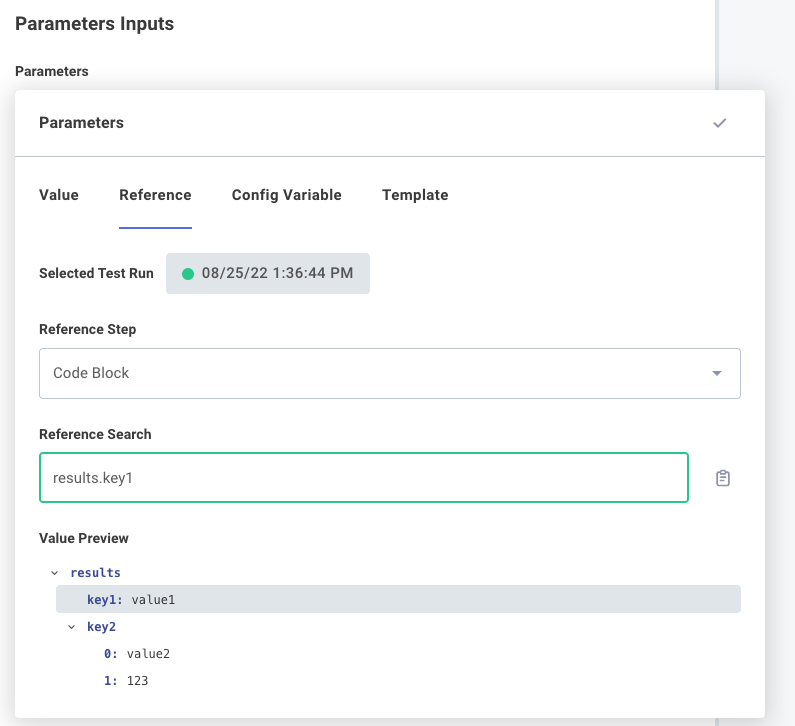 Parameters Inputs
Parameters
Parameters
Value Reference Config Variable Template
Selected Test Run 08/25/22 1:36:44 PM
Reference Step
Code Block
Reference Search
results.key1
Value Preview
results
key1: value1
key2
0: value2
1: 123